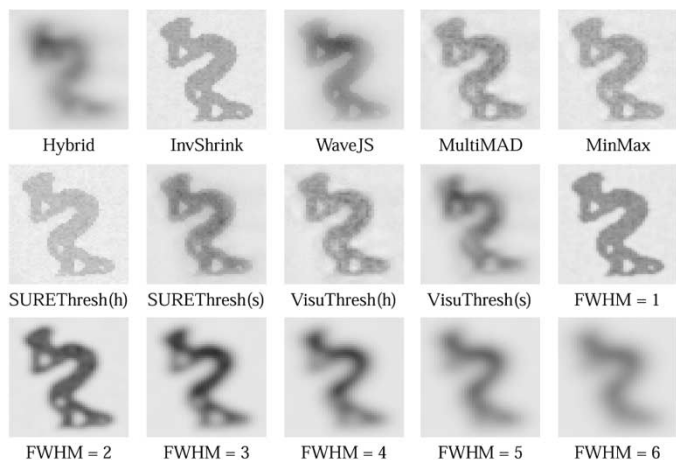 Hybrid InvShrink WaveJS MultiMAD MinMax
SUREThresh(h) SUREThresh(s) VisuThresh(h) VisuThresh(s) FWHM = 1
FWHM = 2 FWHM = 3 FWHM = 4 FWHM = 5 FWHM = 6